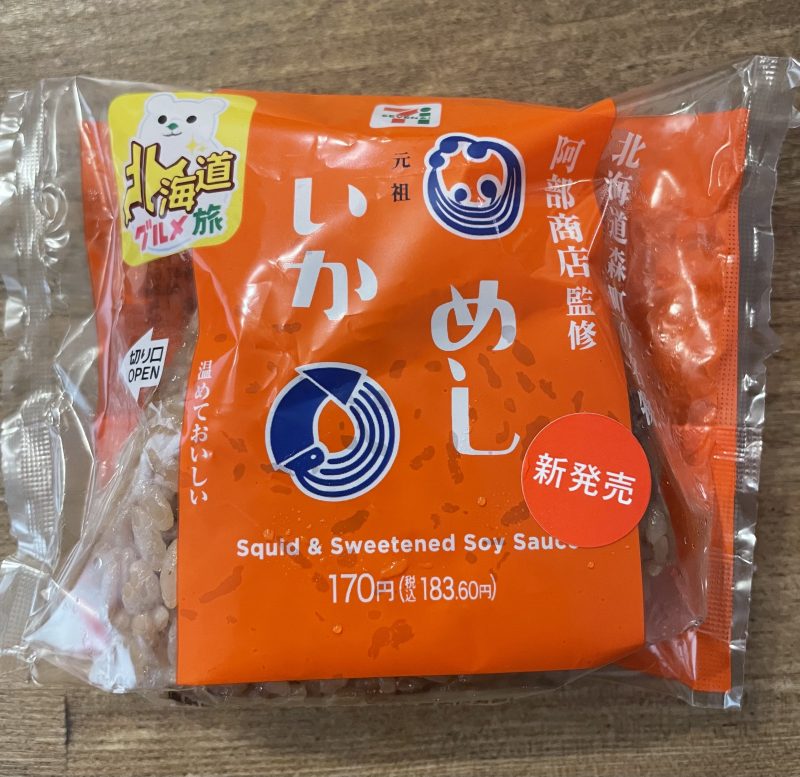 北海道
グルメ旅
7
SEVEN
元祖
いか
めし
阿部商店監修
北海道森町
切り口
OPEN
温めておいしい
新発売
Squid & Sweetened Soy Sauce
170円(税込183.60円)